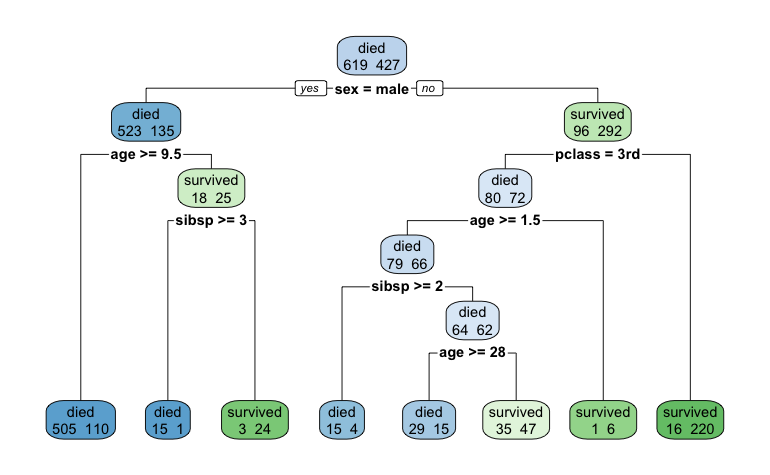 died
619 427
yes sex = male no
died
523 135
survived
96 292
age >= 9.5
pclass = 3rd
survived
18 25
died
80 72
sibsp >= 3
age >= 1.5
died
79 66
sibsp >= 2
died
64 62
age >= 28
died
505 110
died
15 1
survived
3 24
died
15 4
died
29 15
survived
35 47
survived
1 6
survived
16 220